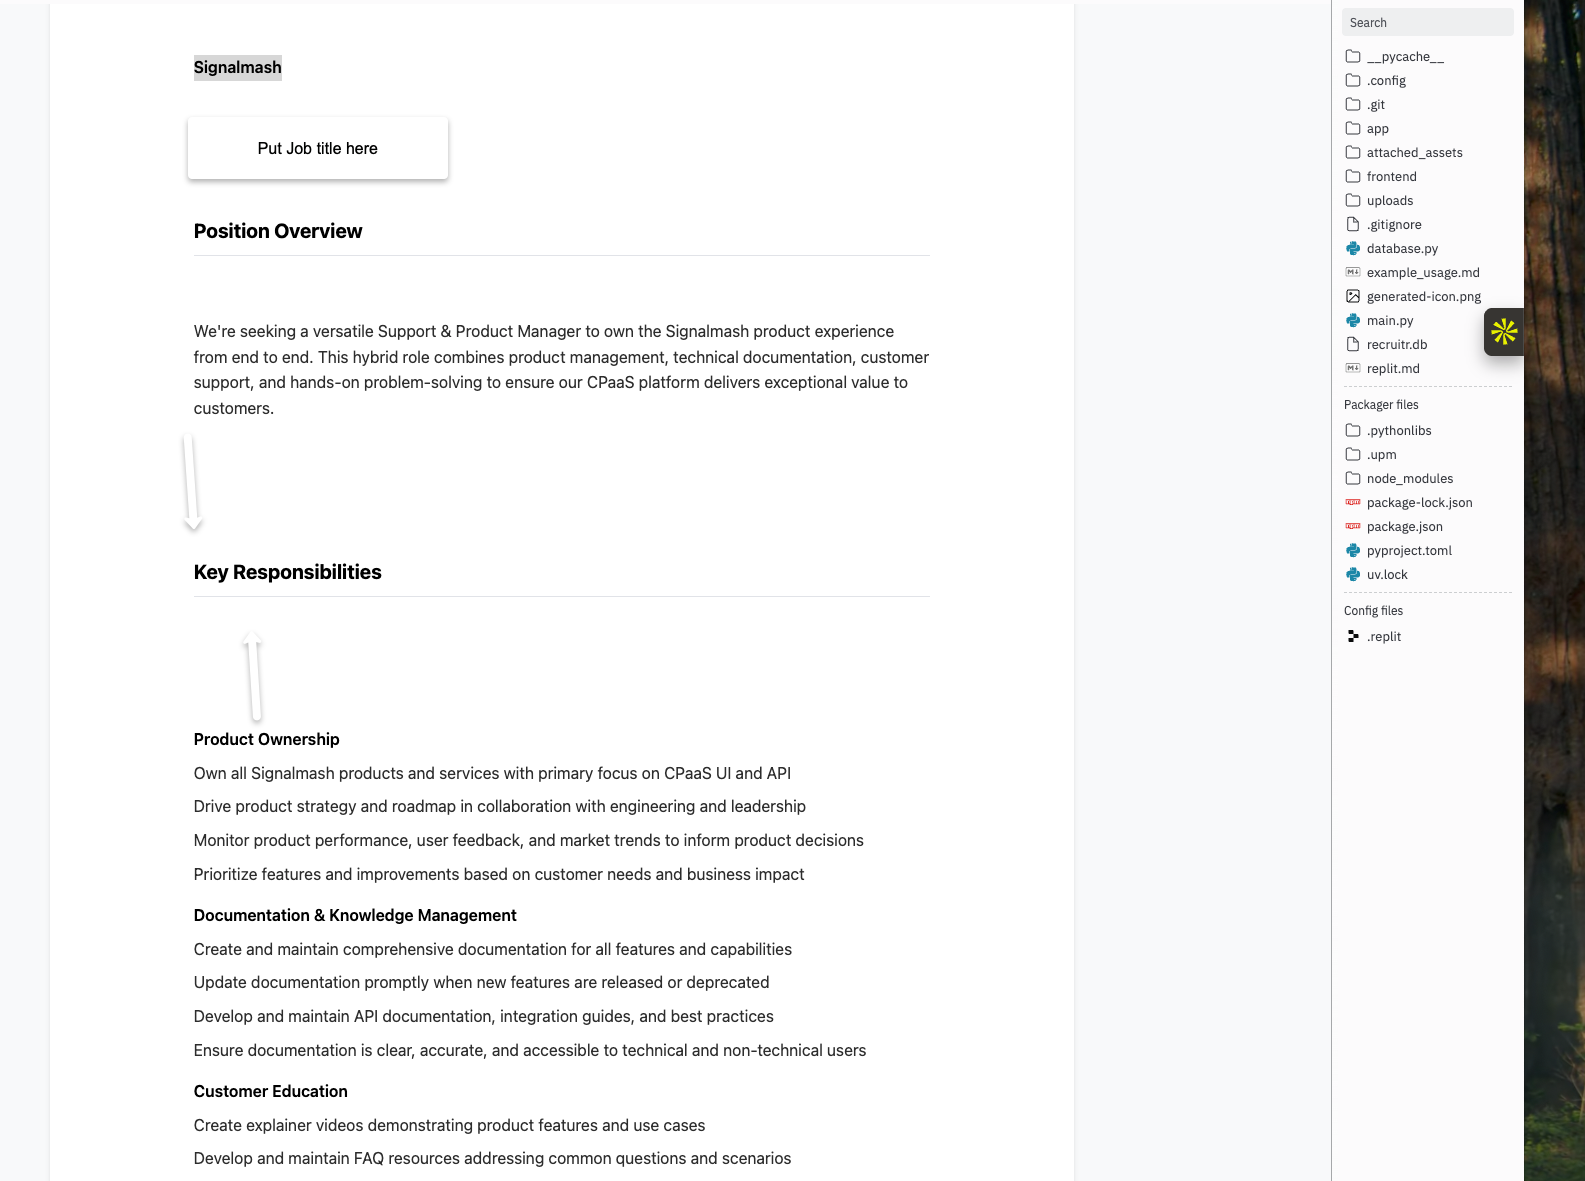 Signalmash
Put Job title here
Position Overview
We're seeking a versatile Support & Product Manager to own the Signalmash product experience
from end to end. This hybrid role combines product management, technical documentation, customer
support, and hands-on problem-solving to ensure our CPaaS platform delivers exceptional value to
customers.
Key Responsibilities
Product Ownership
Own all Signalmash products and services with primary focus on CPaaS UI and API
Drive product strategy and roadmap in collaboration with engineering and leadership
Monitor product performance, user feedback, and market trends to inform product decisions
Prioritize features and improvements based on customer needs and business impact
Documentation & Knowledge Management
Create and maintain comprehensive documentation for all features and capabilities
Update documentation promptly when new features are released or deprecated
Develop and maintain API documentation, integration guides, and best practices
Ensure documentation is clear, accurate, and accessible to technical and non-technical users
Customer Education
Create explainer videos demonstrating product features and use cases
Develop and maintain FAQ resources addressing common questions and scenarios
Search
__pycache__
.config
.git
app
attached_assets
frontend
uploads
.gitignore
database.py
example_usage.md
generated-icon.png
main.py
recruitr.db
replit.md
Packager files
.pythonlibs
.upm
node_modules
package-lock.json
package.json
pyproject.toml
uv.lock
Config files
.replit